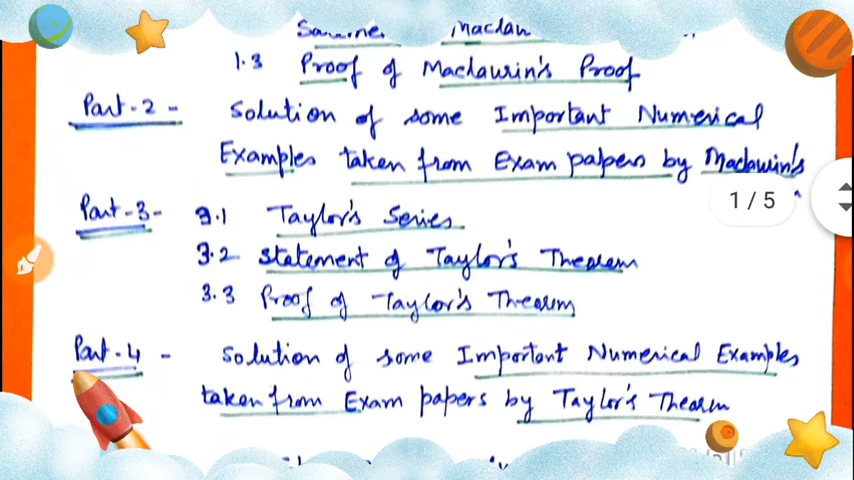 1.3 Proof of Maclaurin's Proof
Part-2 - Solution of some Important Numerical
Examples taken from Exam papers by Maclaurin's
1 / 5
Part-3- 3.1 Taylor's Series
3.2 Statement of Taylor's Theorem
3.3 Proof of Taylor's Theorem
Part-4 - Solution of some Important Numerical Examples
taken from Exam papers by Taylor's Thearm